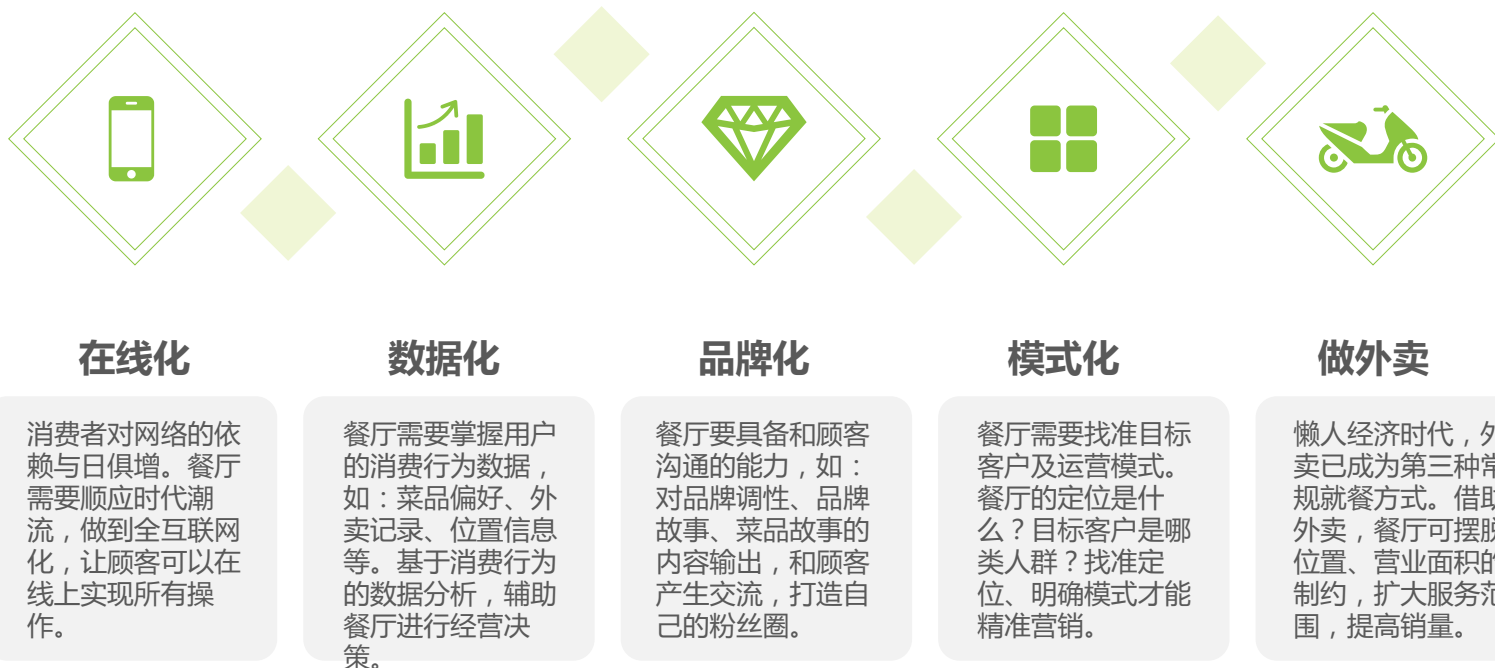 在线化
数据化
品牌化
模式化
做外卖
消费者对网络的依
赖与日俱增。餐厅
需要顺应时代潮
流，做到全互联网
化，让顾客可以在
线上实现所有操
作。
餐厅需要掌握用户
的消费行为数据，
如：菜品偏好、外
卖记录、位置信息
等。基于消费行为
的数据分析，辅助
餐厅进行经营决
策。
餐厅要具备和顾客
沟通的能力，如：
对品牌调性、品牌
故事、菜品故事的
内容输出，和顾客
产生交流，打造自
己的粉丝圈。
餐厅需要找准目标
客户及运营模式。
餐厅的定位是什
么？目标客户是哪
类人群？找准定
位、明确模式才能
精准营销。
懒人经济时代，外
卖已成为第三种常
规就餐方式。借助
外卖，餐厅可摆脱
位置、营业面积的
制约，扩大服务范
围，提高销量。